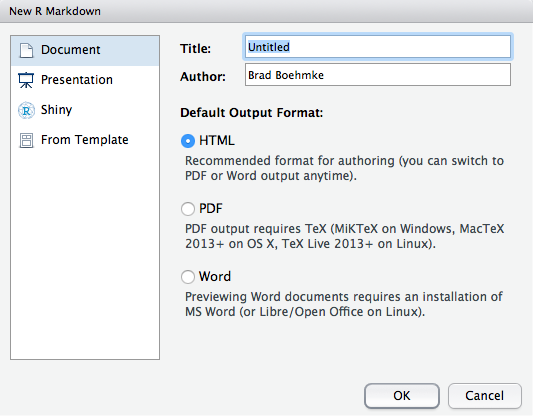 New R Markdown
Document
Presentation
Shiny
From Template
Title: Untitled
Author: Brad Boehmke
Default Output Format:
HTML
Recommended format for authoring (you can switch to
PDF or Word output anytime).
PDF
PDF output requires TeX (MiKTeX on Windows, MacTeX
2013+ on OS X, TeX Live 2013+ on Linux).
Word
Previewing Word documents requires an installation of
MS Word (or Libre/Open Office on Linux).
OK Cancel